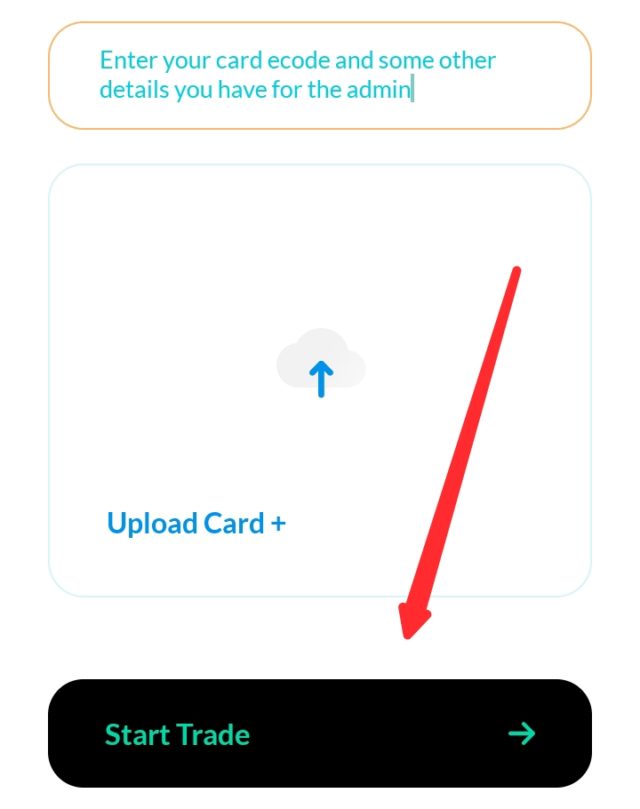 Enter your card ecode and some other
details you have for the admin
Upload Card +
Start Trade